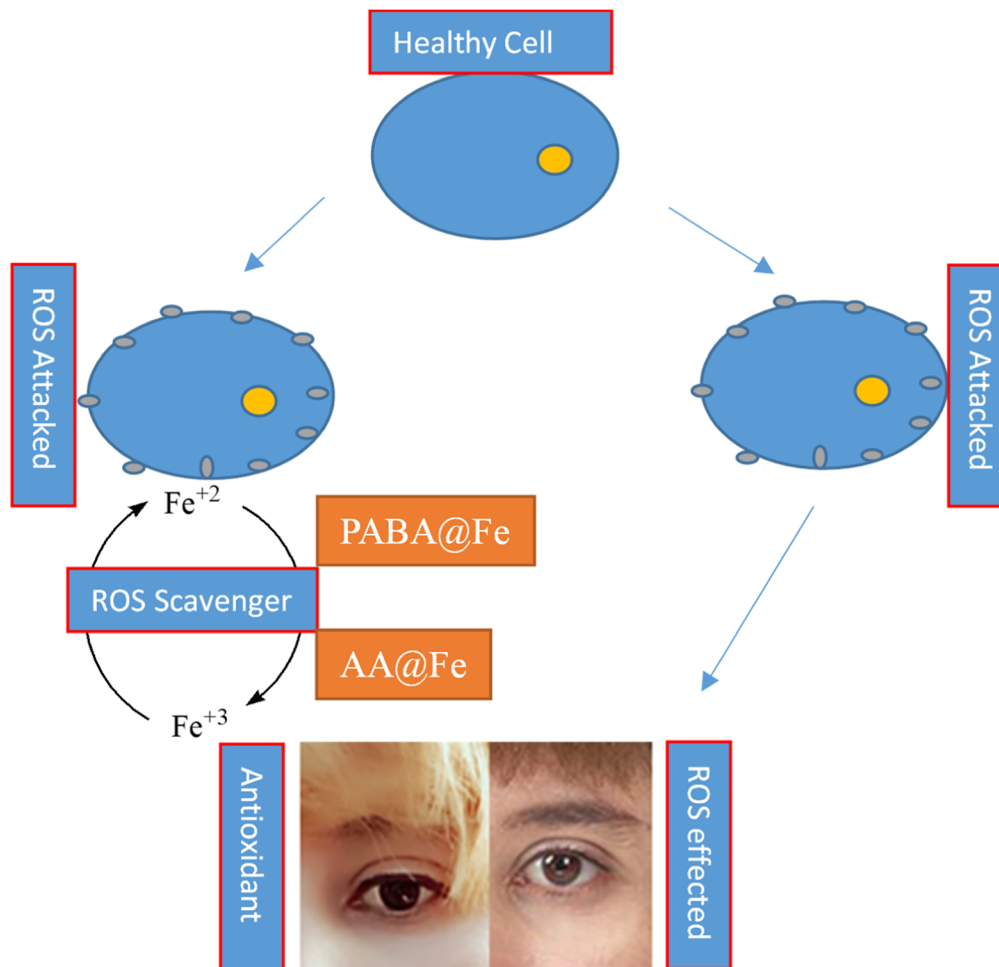 Healthy Cell
ROS Attacked
ROS Attacked
Fe+2
PABA@Fe
ROS Scavenger
AA@Fe
Fe+3
Antioxidant
ROS effected